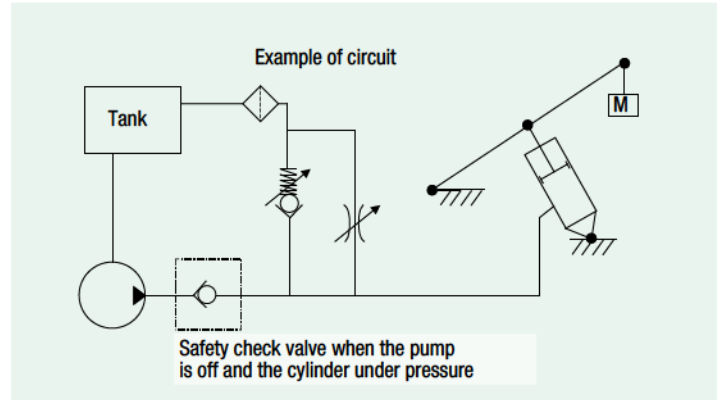 Example of circuit
Tank
M
Safety check valve when the pump
is off and the cylinder under pressure